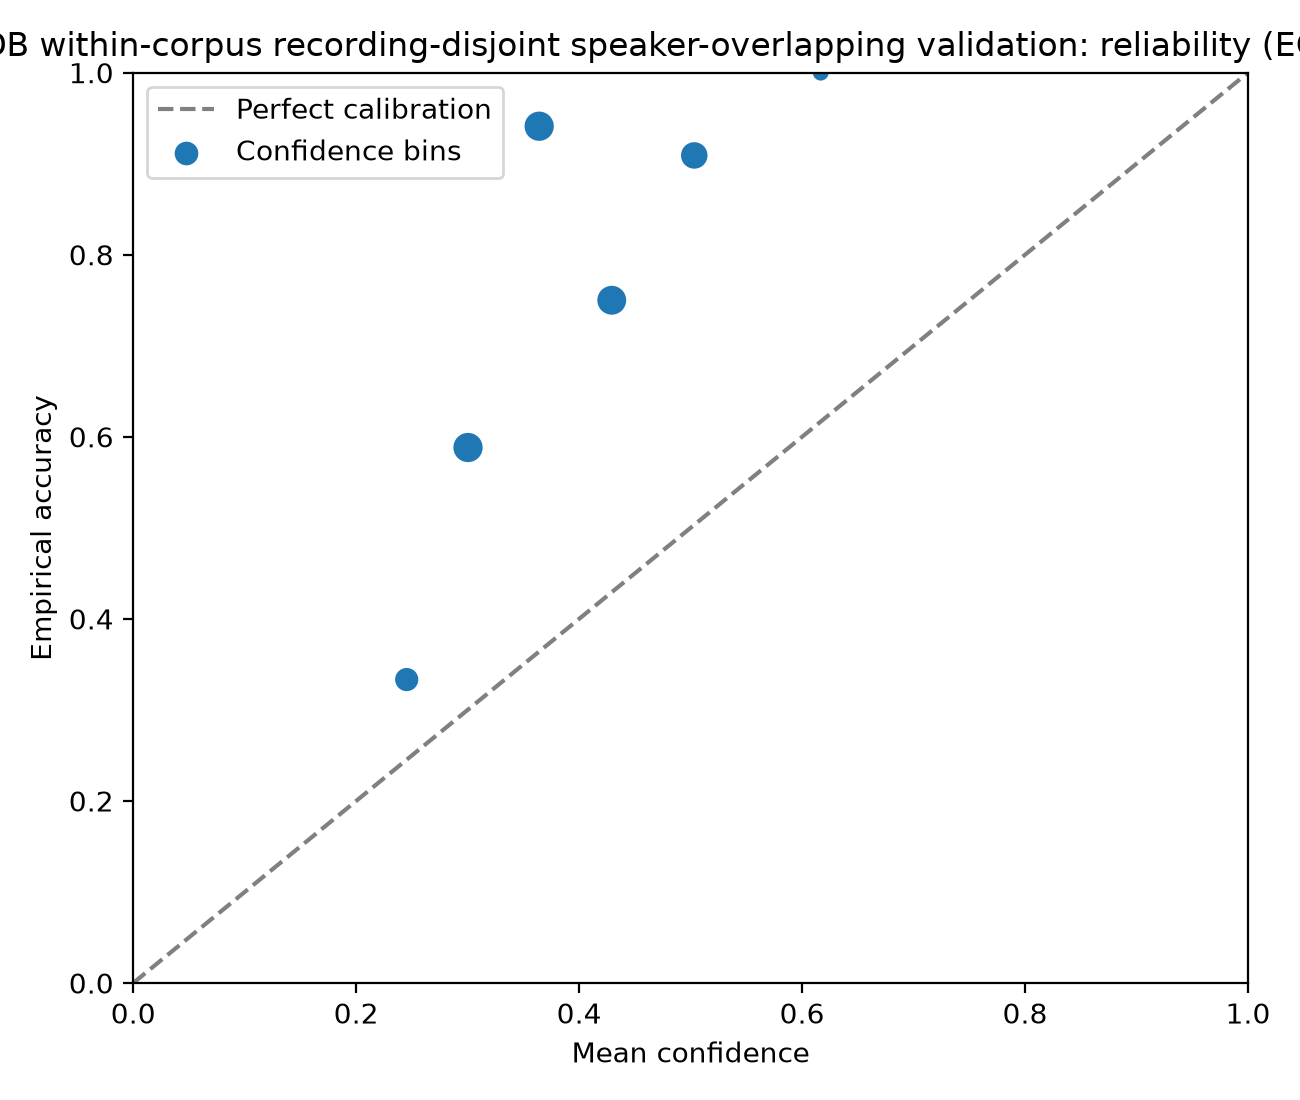 DB within-corpus recording-disjoint speaker-overlapping validation: reliability (EC
Perfect calibration
Confidence bins
1.0
0.8
0.6
0.4
0.2
0.0
Empirical accuracy
0.0 0.2 0.4 0.6 0.8 1.0
Mean confidence